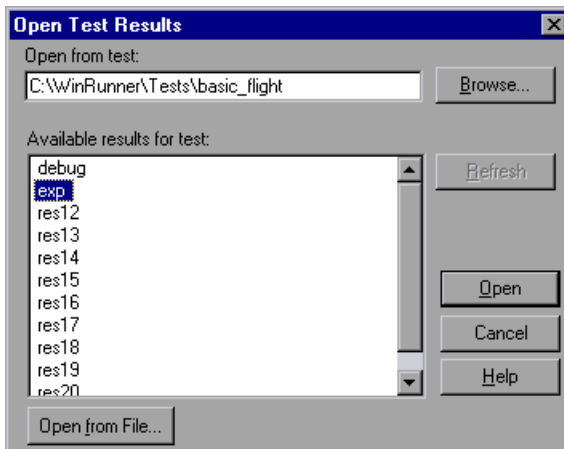 Open Test Results
Open from test:
C:\WinRunner\Tests\basic_flight
Browse...
Available results for test:
debug
exp
res12
res13
res14
res15
res16
res17
res18
res19
res20
Refresh
Open
Cancel
Help
Open from File...